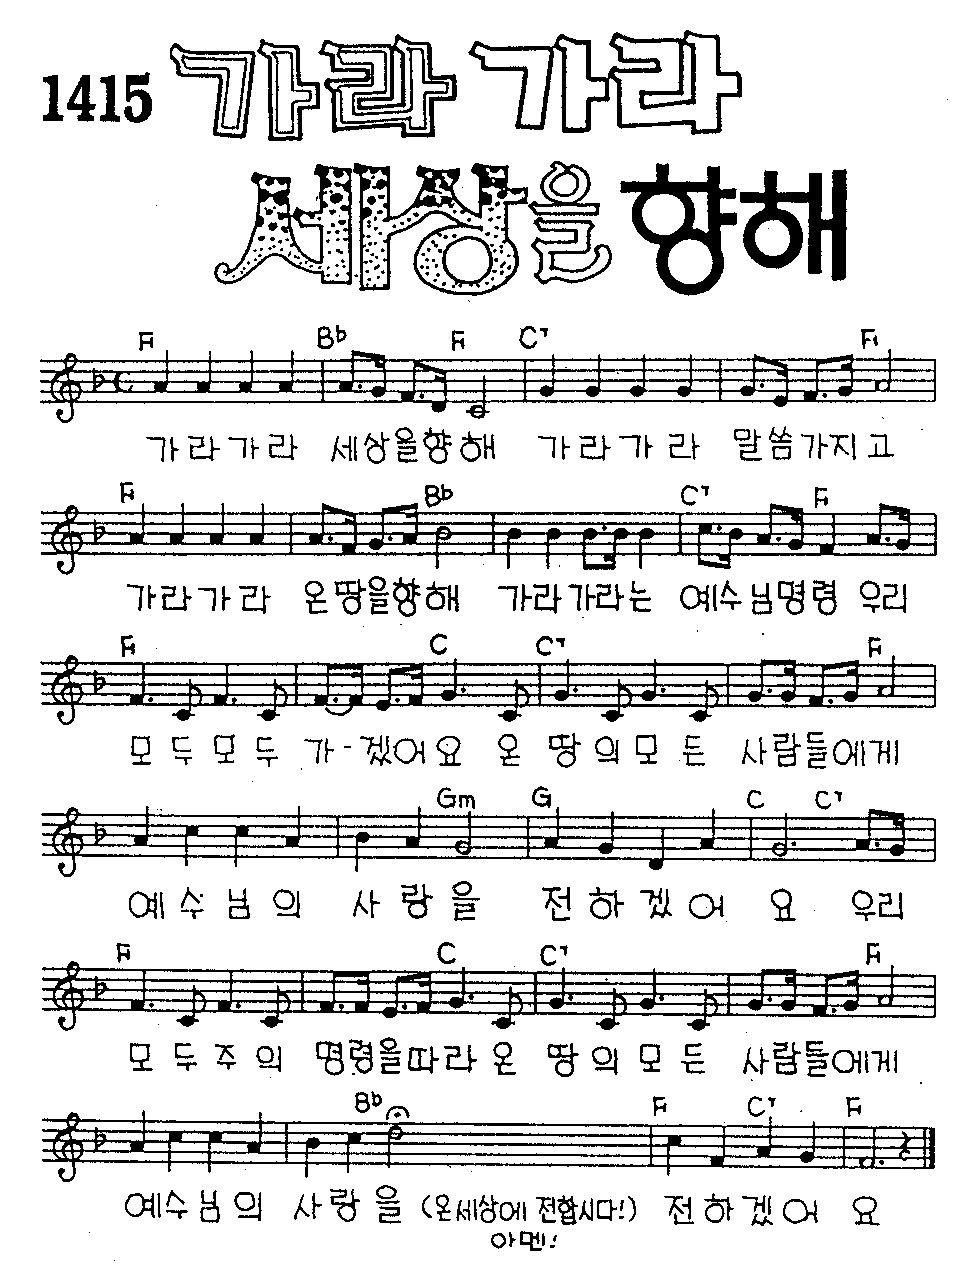 1415 가라 가라
세상을 향해
F B♭ F C7 F
가라가라 세상을향해 가라가라 말씀가지고
F B♭ C7 F
가라가라 온땅을향해 가라가라는 예수님명령 우리
F C C7 F
모두모두 가-겠어요 온 땅의모든 사람들에게
Gm G C C7
예수님의 사랑을 전하겠어 요 우리
F C C7 F
모두주의 명령을따라온 땅의모든 사람들에게
B♭ F C7 F
예수님의 사랑을 (온세상에 전합시다!) 전하겠어 요
아멘!